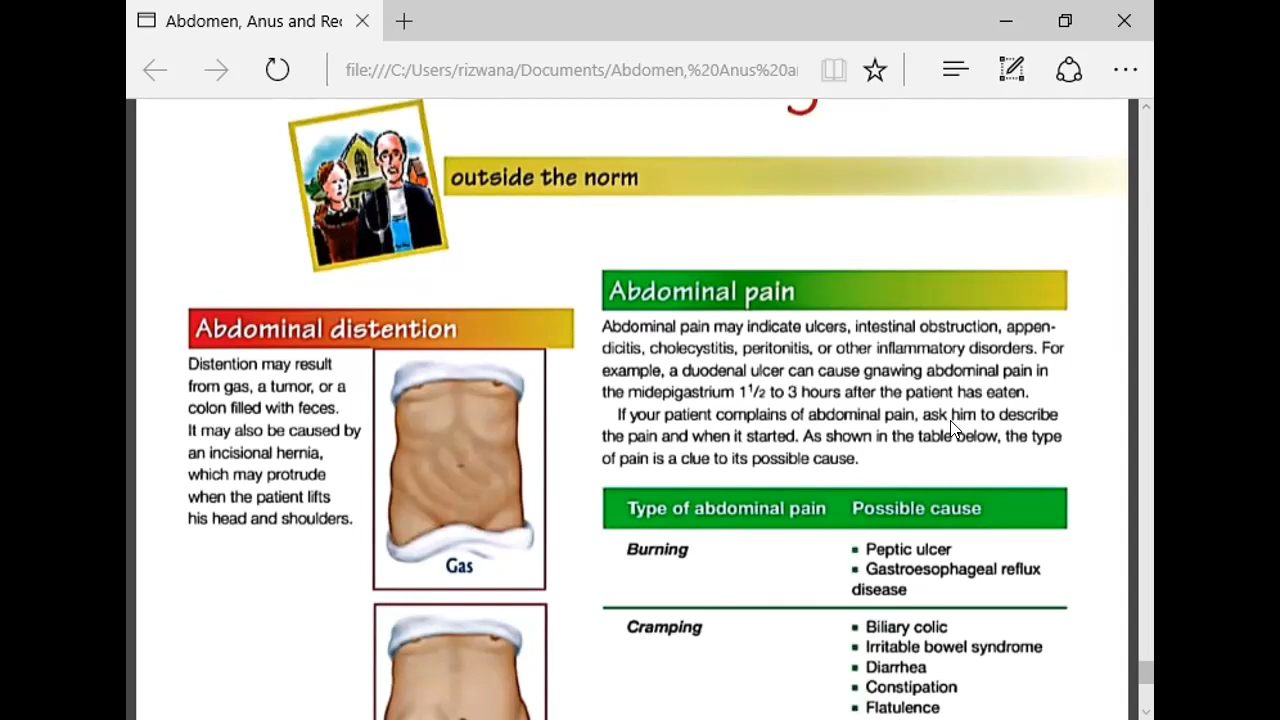 Abdomen, Anus and Rec
file:///C:/Users/rizwana/Documents/Abdomen,%20Anus%20a
outside the norm
Abdominal distention
Distention may result
from gas, a tumor, or a
colon filled with feces.
It may also be caused by
an incisional hernia,
which may protrude
when the patient lifts
his head and shoulders.
Gas
Abdominal pain
Abdominal pain may indicate ulcers, intestinal obstruction, appen-
dicitis, cholecystitis, peritonitis, or other inflammatory disorders. For
example, a duodenal ulcer can cause gnawing abdominal pain in
the midepigastrium 1 1/2 to 3 hours after the patient has eaten.
If your patient complains of abdominal pain, ask him to describe
the pain and when it started. As shown in the table below, the type
of pain is a clue to its possible cause.
Type of abdominal pain Possible cause
Burning
▪ Peptic ulcer
▪ Gastroesophageal reflux
disease
Cramping
▪ Biliary colic
▪ Irritable bowel syndrome
▪ Diarrhea
▪ Constipation
▪ Flatulence